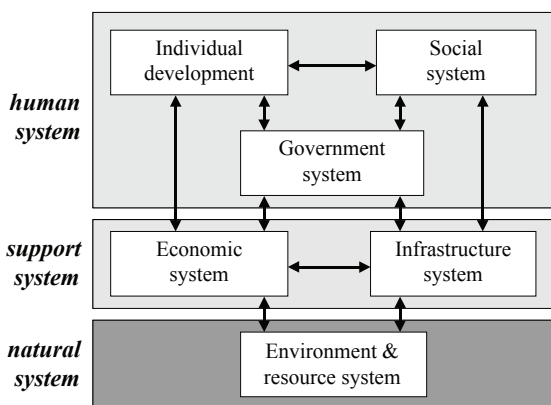 Individual
development
Social
system
human
system
Government
system
support
system
Economic
system
Infrastructure
system
natural
system
Environment &
resource system